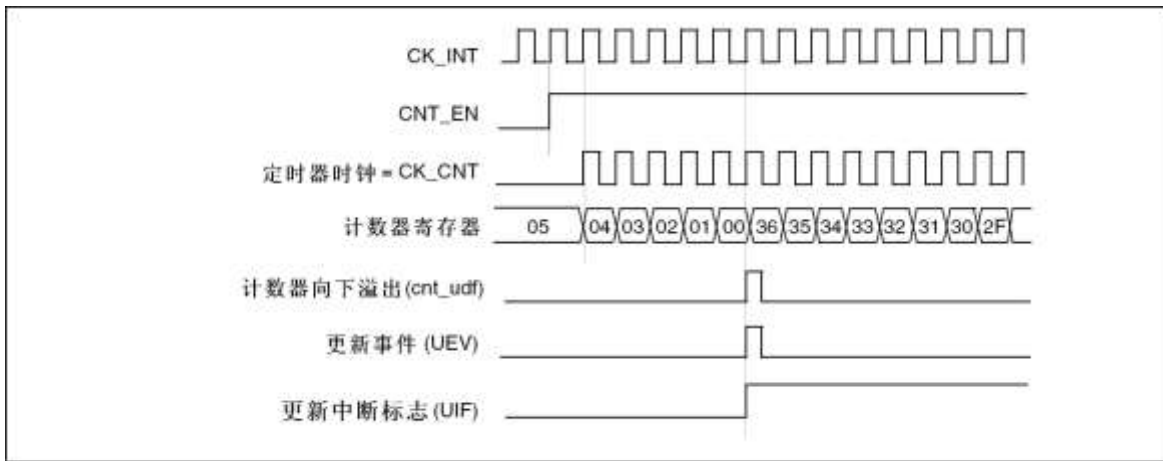 CK_INT
CNT_EN
定时器时钟 = CK_CNT
计数器寄存器 05 04 03 02 01 00 36 35 34 33 32 31 30 2F
计数器向下溢出(cnt_udf)
更新事件 (UEV)
更新中断标志(UIF)